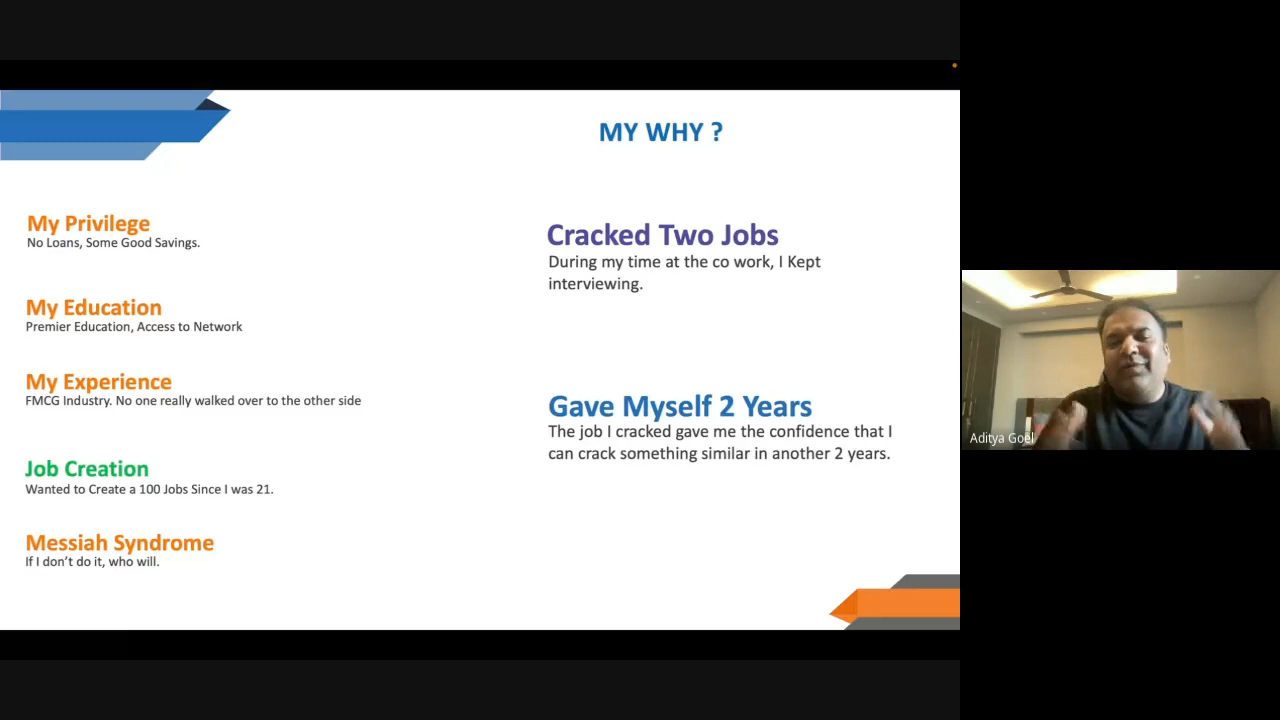 MY WHY ?
My Privilege
No Loans, Some Good Savings.
My Education
Premier Education, Access to Network
My Experience
FMCG Industry. No one really walked over to the other side
Job Creation
Wanted to Create a 100 Jobs Since I was 21.
Messiah Syndrome
If I don’t do it, who will.
Cracked Two Jobs
During my time at the co work, I Kept
interviewing.
Gave Myself 2 Years
The job I cracked gave me the confidence that I
can crack something similar in another 2 years.
Aditya Goel